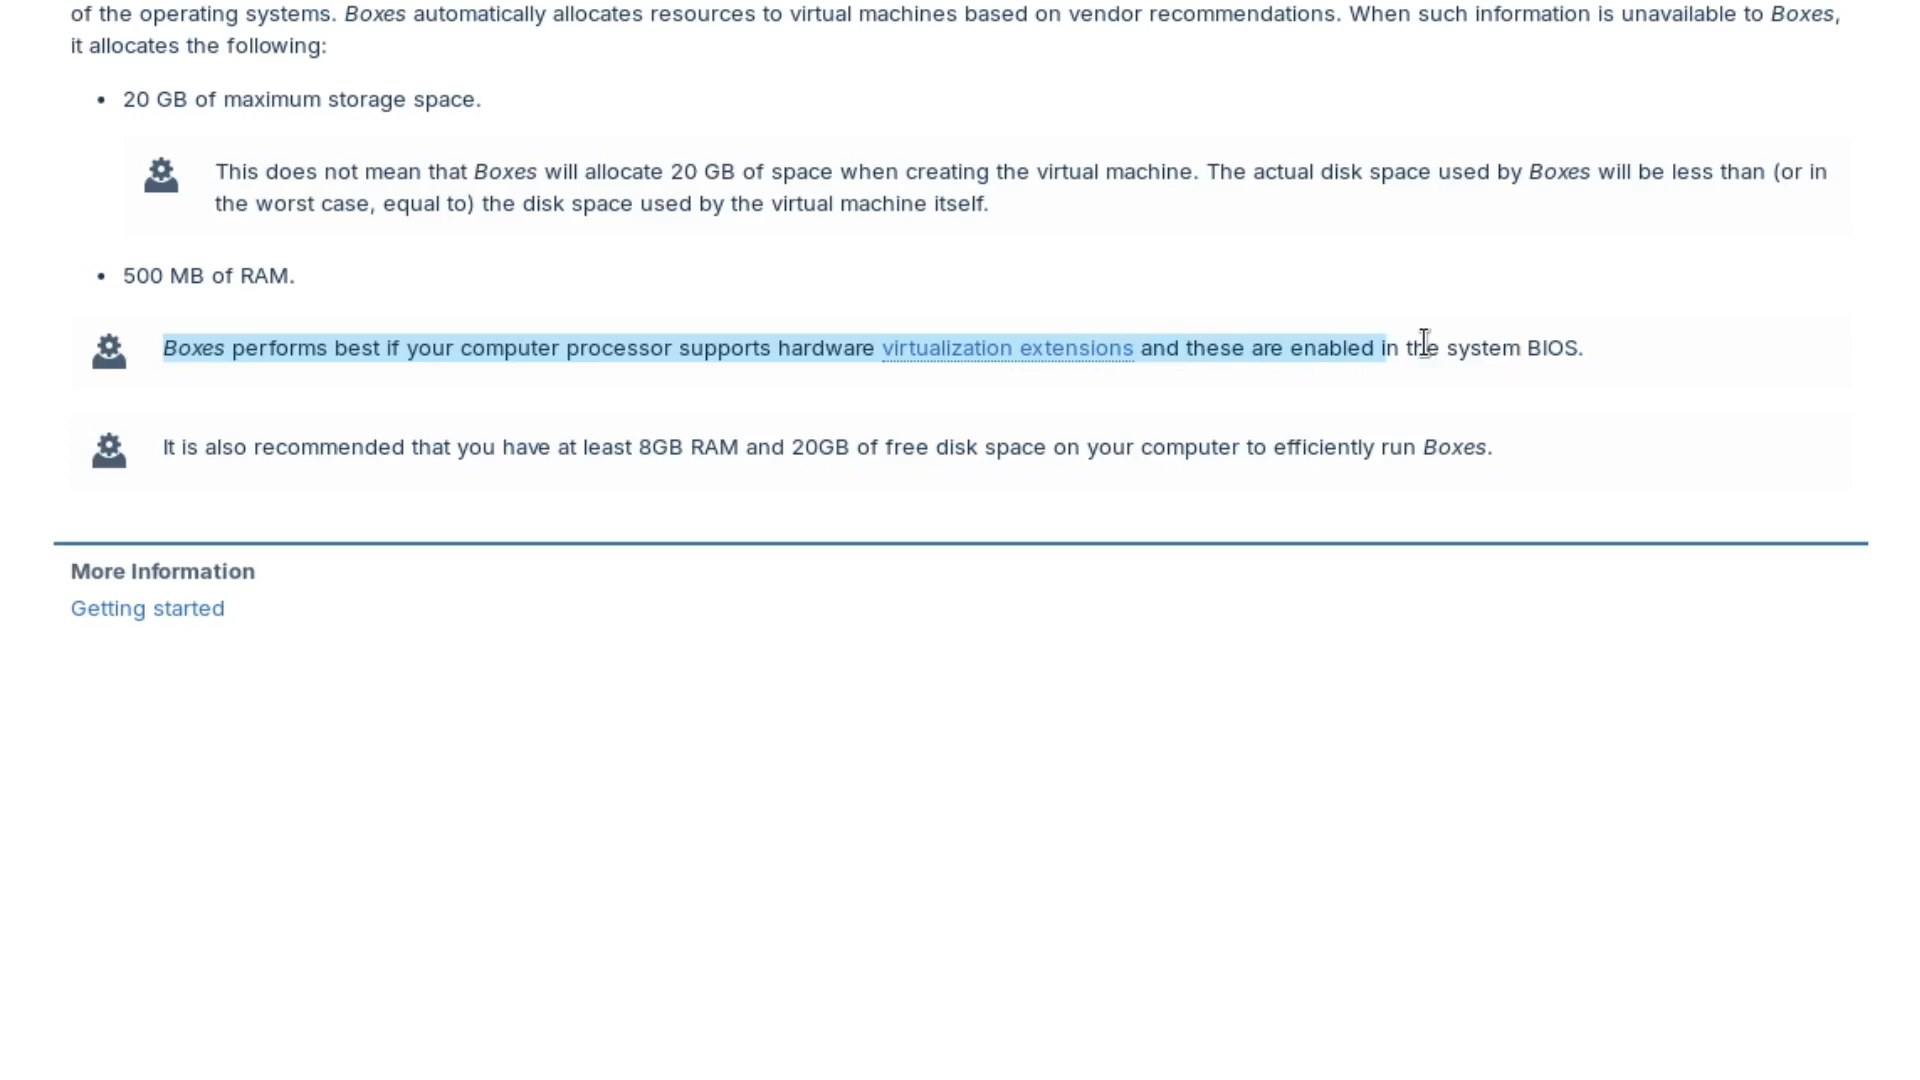 of the operating systems. Boxes automatically allocates resources to virtual machines based on vendor recommendations. When such information is unavailable to Boxes,
it allocates the following:
• 20 GB of maximum storage space.
This does not mean that Boxes will allocate 20 GB of space when creating the virtual machine. The actual disk space used by Boxes will be less than (or in
the worst case, equal to) the disk space used by the virtual machine itself.
• 500 MB of RAM.
Boxes performs best if your computer processor supports hardware virtualization extensions and these are enabled in the system BIOS.
It is also recommended that you have at least 8GB RAM and 20GB of free disk space on your computer to efficiently run Boxes.
More Information
Getting started